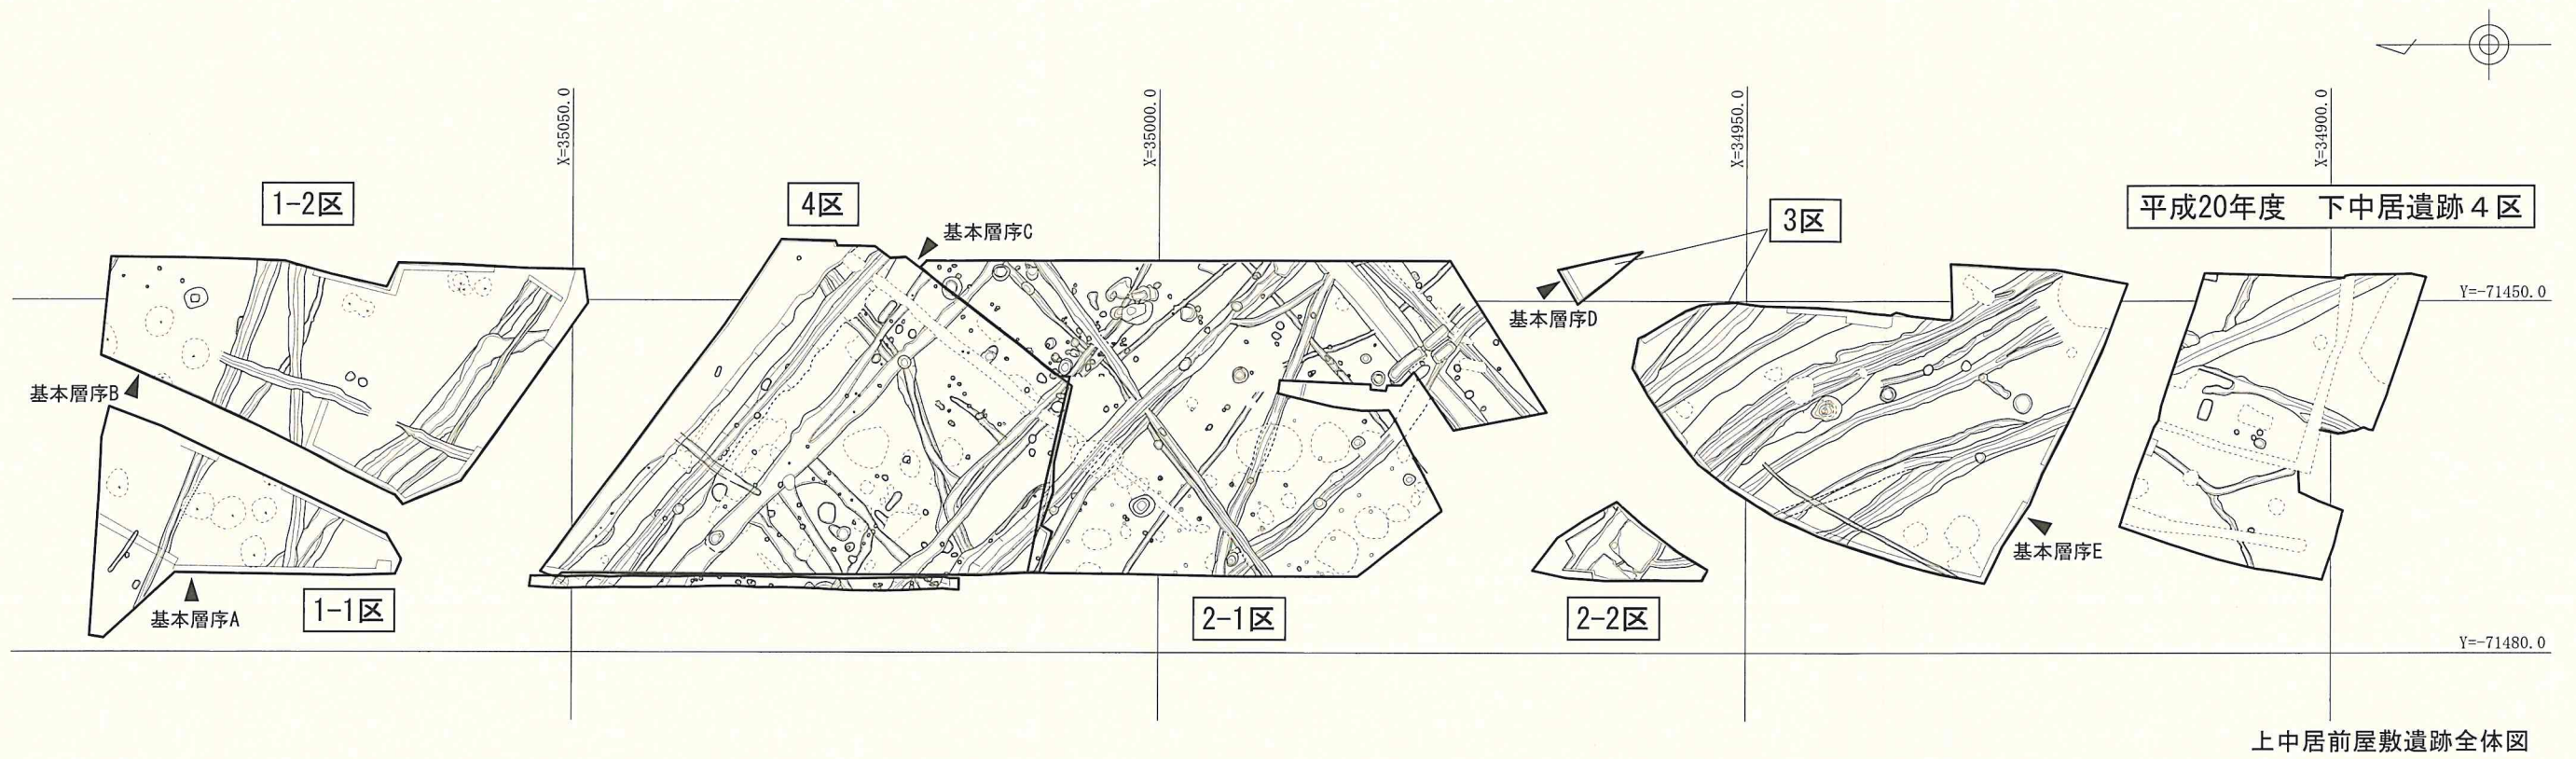 X=35050.0
X=35000.0
X=34950.0
X=34900.0
1-2区
4区
3区
平成20年度　下中居遺跡４区
基本層序C
Y=-71450.0
基本層序D
基本層序B
基本層序E
基本層序A
1-1区
2-1区
2-2区
Y=-71480.0
上中居前屋敷遺跡全体図